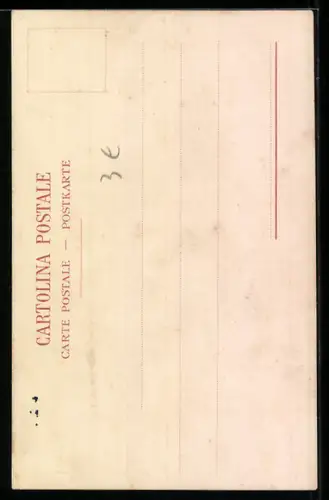 CARTOLINA POSTALE
CARTE POSTALE — POSTKARTE
3 €